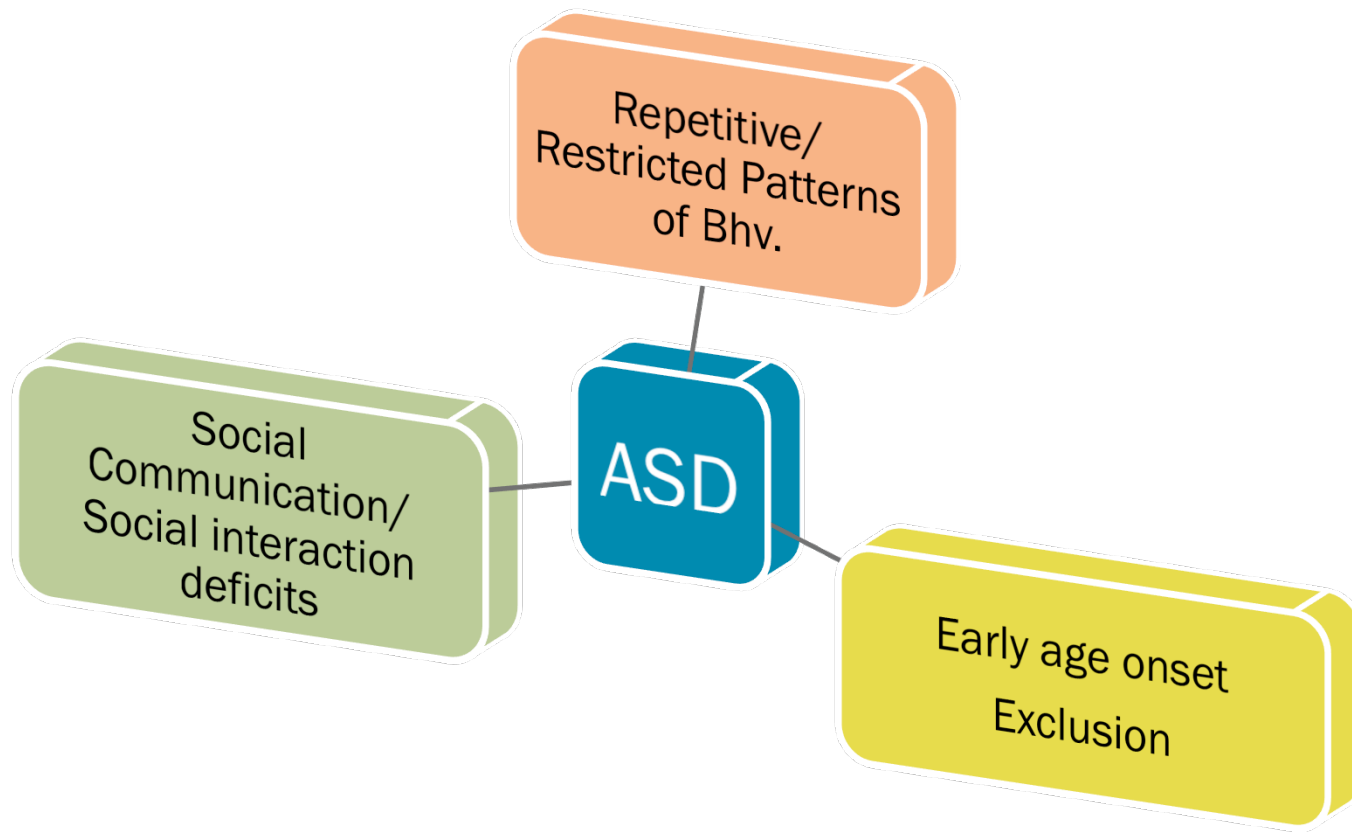 Repetitive/
Restricted Patterns
of Bhv.
Social
Communication/
Social interaction
deficits
ASD
Early age onset
Exclusion